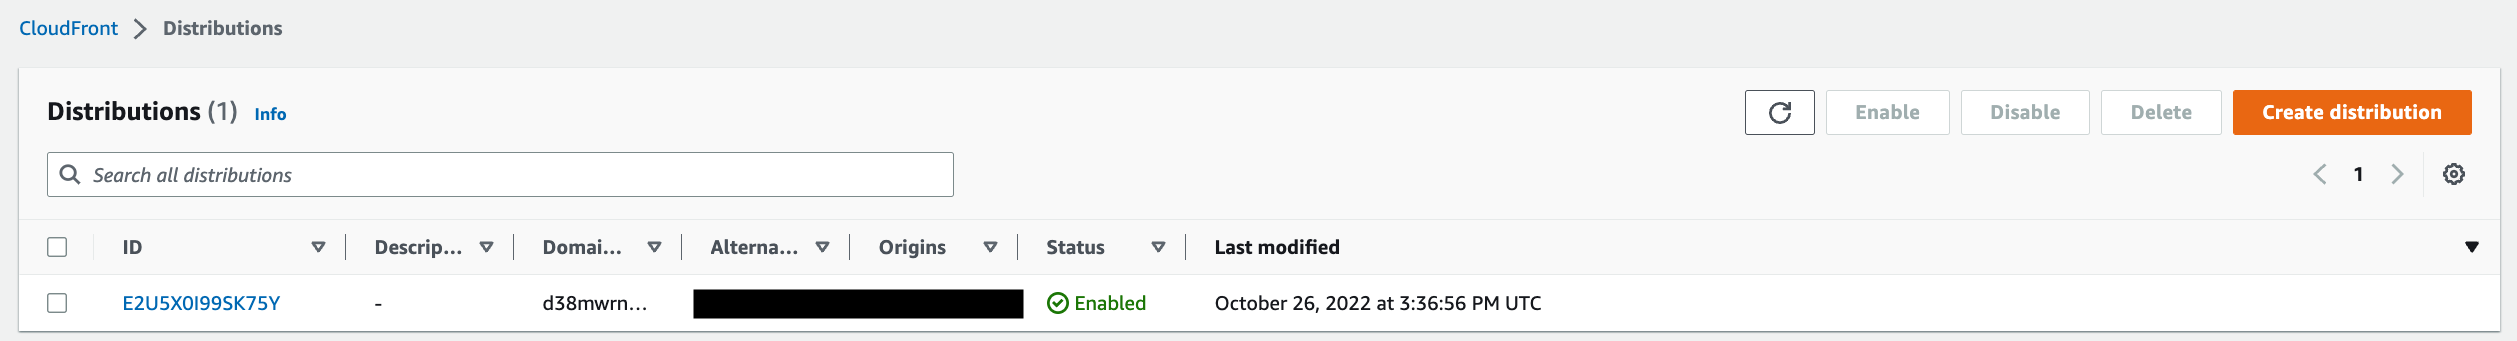 CloudFront > Distributions
Distributions (1) Info
Enable Disable Delete Create distribution
Search all distributions
1
ID Descrip... Domai... Alterna... Origins Status Last modified
E2U5X0I99SK75Y - d38mwrn... Enabled October 26, 2022 at 3:36:56 PM UTC